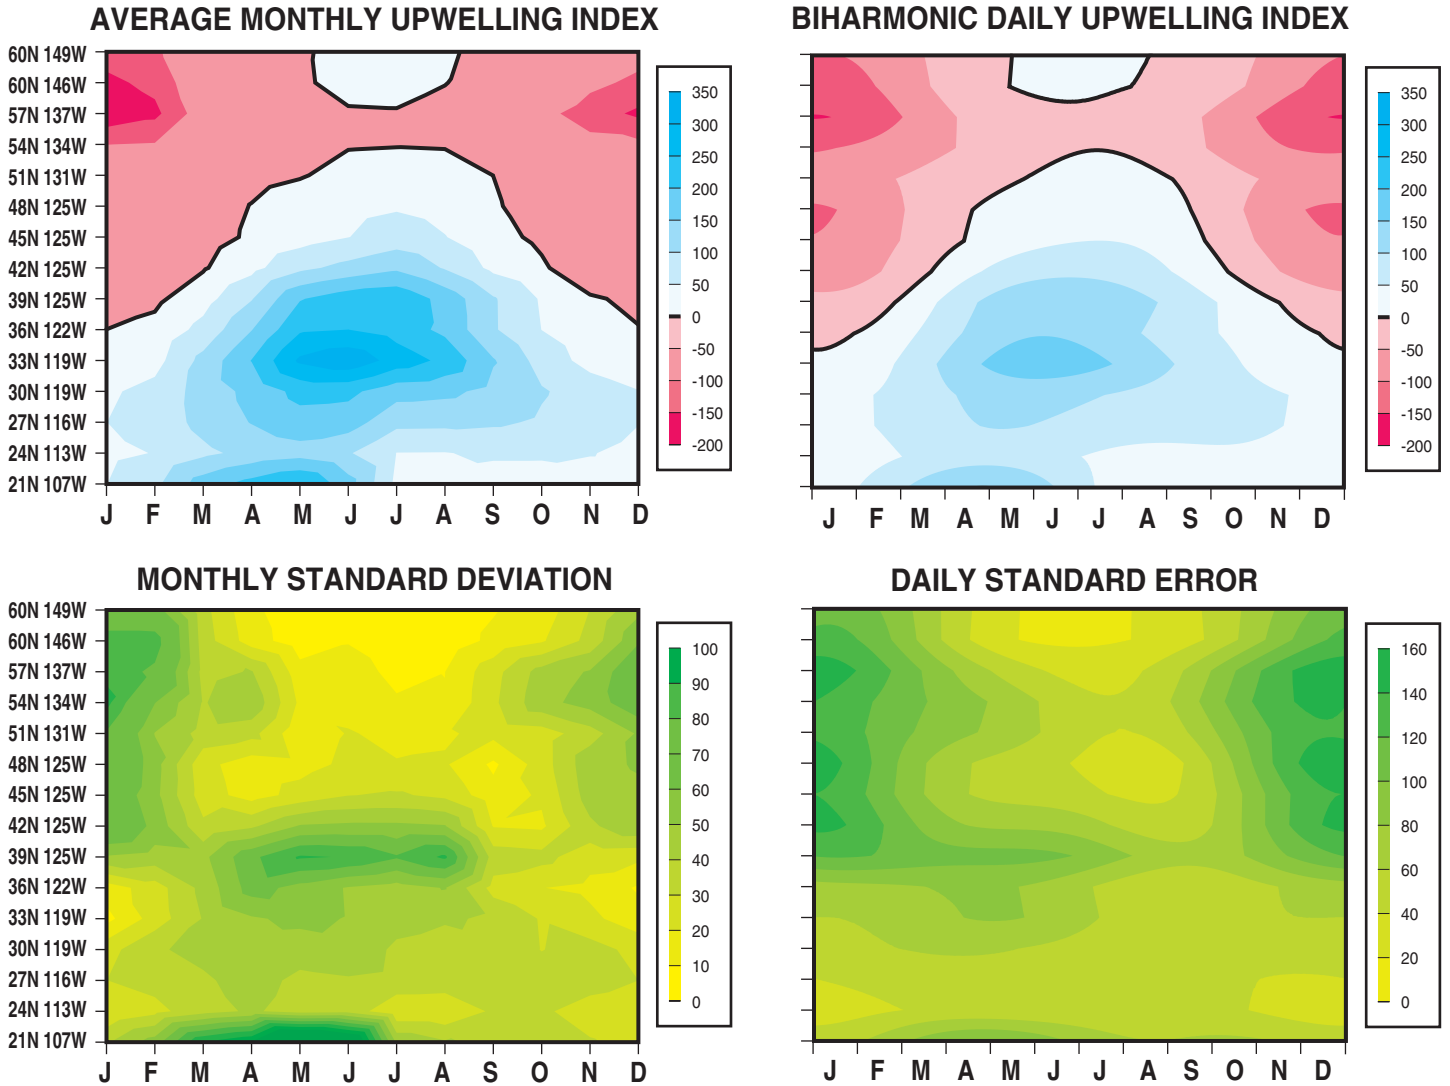 AVERAGE MONTHLY UPWELLING INDEX
60N 149W
60N 146W
57N 137W
54N 134W
51N 131W
48N 125W
45N 125W
42N 125W
39N 125W
36N 122W
33N 119W
30N 119W
27N 116W
24N 113W
21N 107W
J F M A M J J A S O N D
350
300
250
200
150
100
50
0
-50
-100
-150
-200
BIHARMONIC DAILY UPWELLING INDEX
J F M A M J J A S O N D
350
300
250
200
150
100
50
0
-50
-100
-150
-200
MONTHLY STANDARD DEVIATION
60N 149W
60N 146W
57N 137W
54N 134W
51N 131W
48N 125W
45N 125W
42N 125W
39N 125W
36N 122W
33N 119W
30N 119W
27N 116W
24N 113W
21N 107W
J F M A M J J A S O N D
100
90
80
70
60
50
40
30
20
10
0
DAILY STANDARD ERROR
J F M A M J J A S O N D
160
140
120
100
80
60
40
20
0